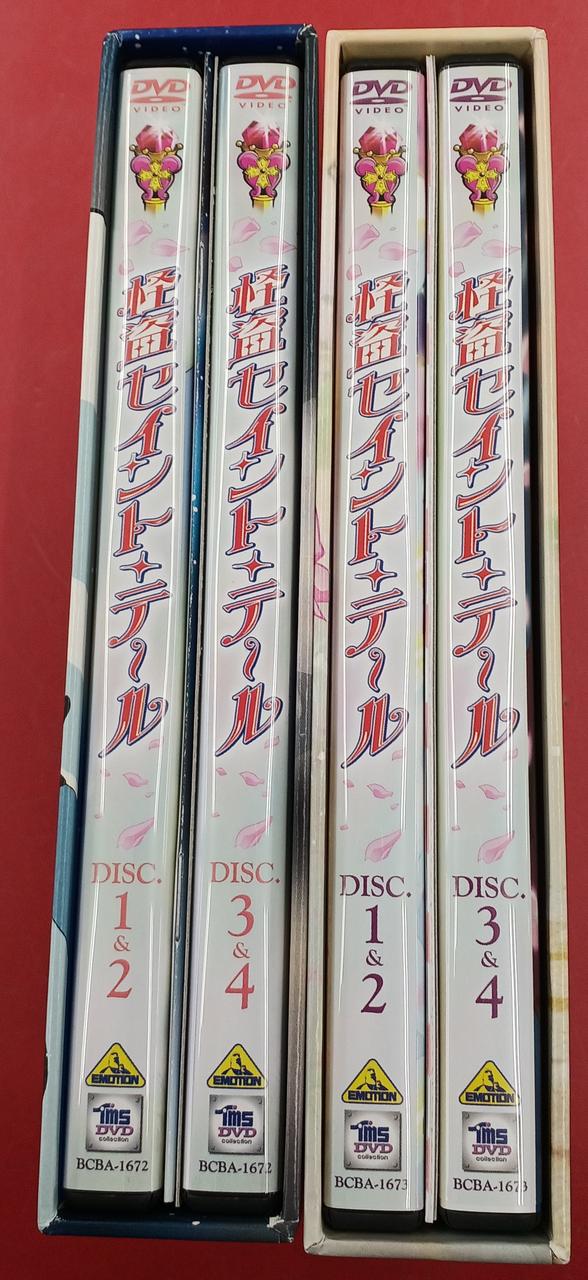 DVD
VIDEO
怪盗セイント・テール
DISC.
1
&
2
EMOTION
TMS
DVD
collection
BCBA-1672
DVD
VIDEO
怪盗セイント・テール
DISC.
3
&
4
EMOTION
TMS
DVD
collection
BCBA-1672
DVD
VIDEO
怪盗セイント・テール
DISC.
1
&
2
EMOTION
TMS
DVD
collection
BCBA-1673
DVD
VIDEO
怪盗セイント・テール
DISC.
3
&
4
EMOTION
TMS
DVD
collection
BCBA-1673